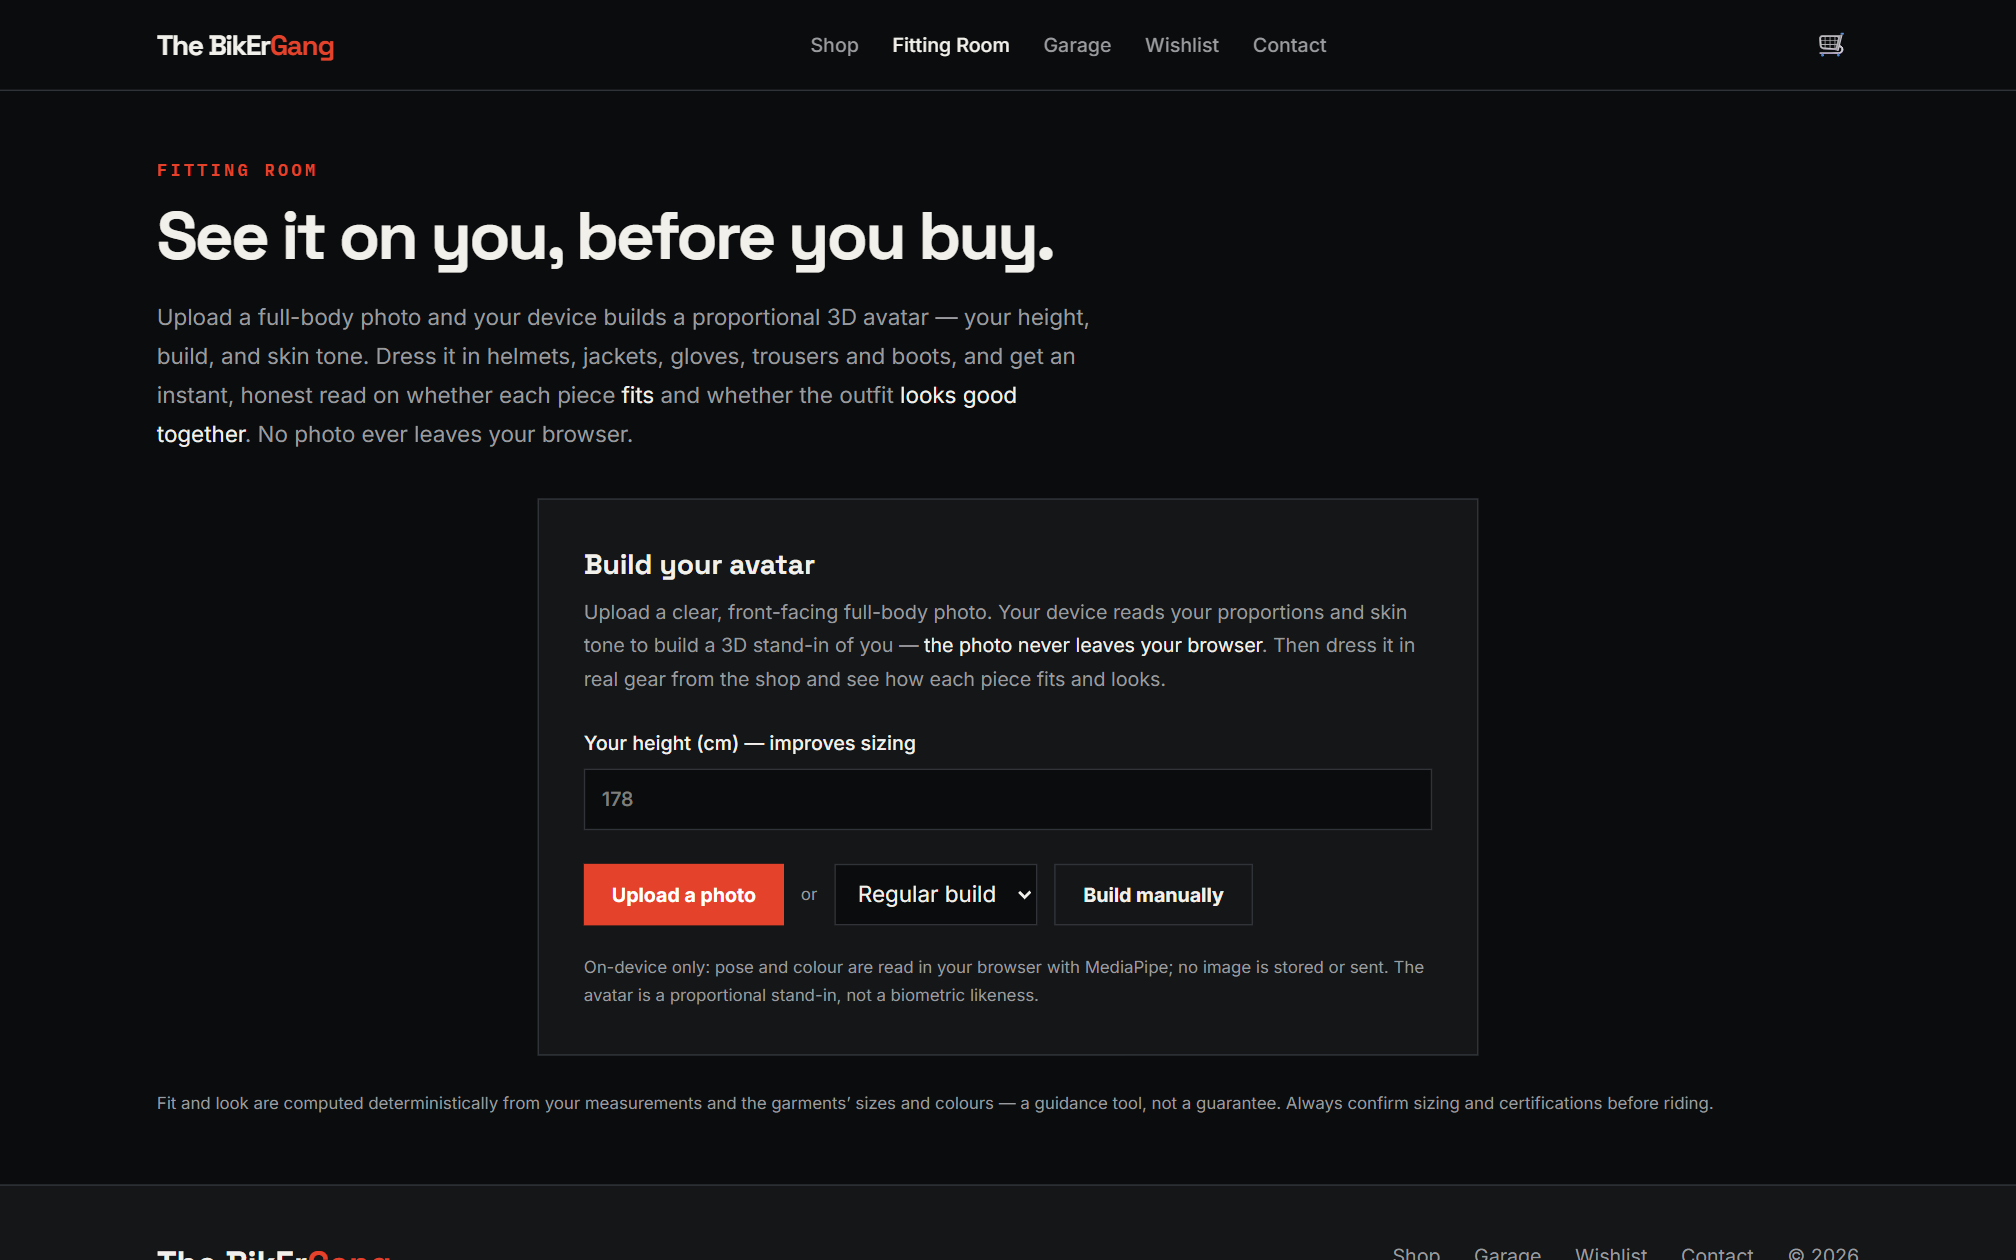 The BikErGang
Shop
Fitting Room
Garage
Wishlist
Contact
FITTING ROOM
See it on you, before you buy.
Upload a full-body photo and your device builds a proportional 3D avatar — your height,
build, and skin tone. Dress it in helmets, jackets, gloves, trousers and boots, and get an
instant, honest read on whether each piece fits and whether the outfit looks good
together. No photo ever leaves your browser.
Build your avatar
Upload a clear, front-facing full-body photo. Your device reads your proportions and skin
tone to build a 3D stand-in of you — the photo never leaves your browser. Then dress it in
real gear from the shop and see how each piece fits and looks.
Your height (cm) — improves sizing
178
Upload a photo
or
Regular build
Build manually
On-device only: pose and colour are read in your browser with MediaPipe; no image is stored or sent. The
avatar is a proportional stand-in, not a biometric likeness.
Fit and look are computed deterministically from your measurements and the garments’ sizes and colours — a guidance tool, not a guarantee. Always confirm sizing and certifications before riding.
The BikErGang
Shop
Garage
Wishlist
Contact
© 2026